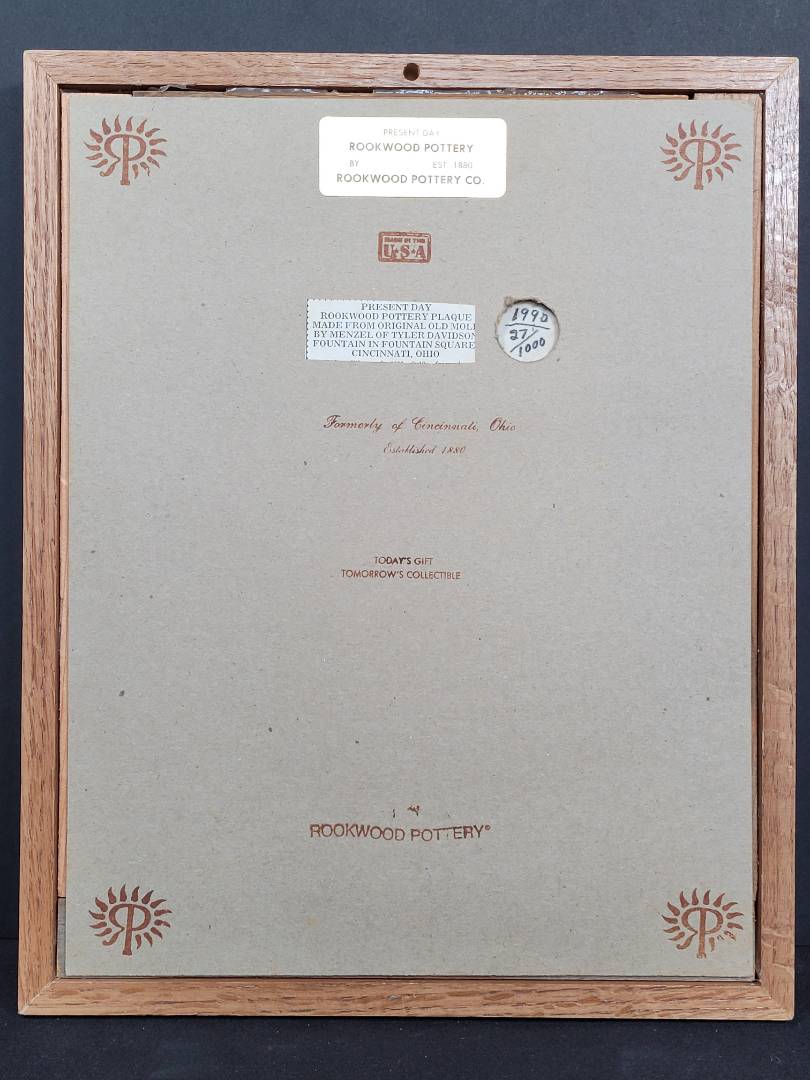 PRESENT DAY
ROOKWOOD POTTERY
BY EST. 1880
ROOKWOOD POTTERY CO.
MADE IN THE
U·S·A
PRESENT DAY
ROOKWOOD POTTERY PLAQUE
MADE FROM ORIGINAL OLD MOL
BY MENZEL OF TYLER DAVIDSON
FOUNTAIN IN FOUNTAIN SQUARE
CINCINNATI, OHIO
1990
27/
1000
Formerly of Cincinnati, Ohio
Established 1880
TODAY'S GIFT
TOMORROW'S COLLECTIBLE
ROOKWOOD POTTERY®